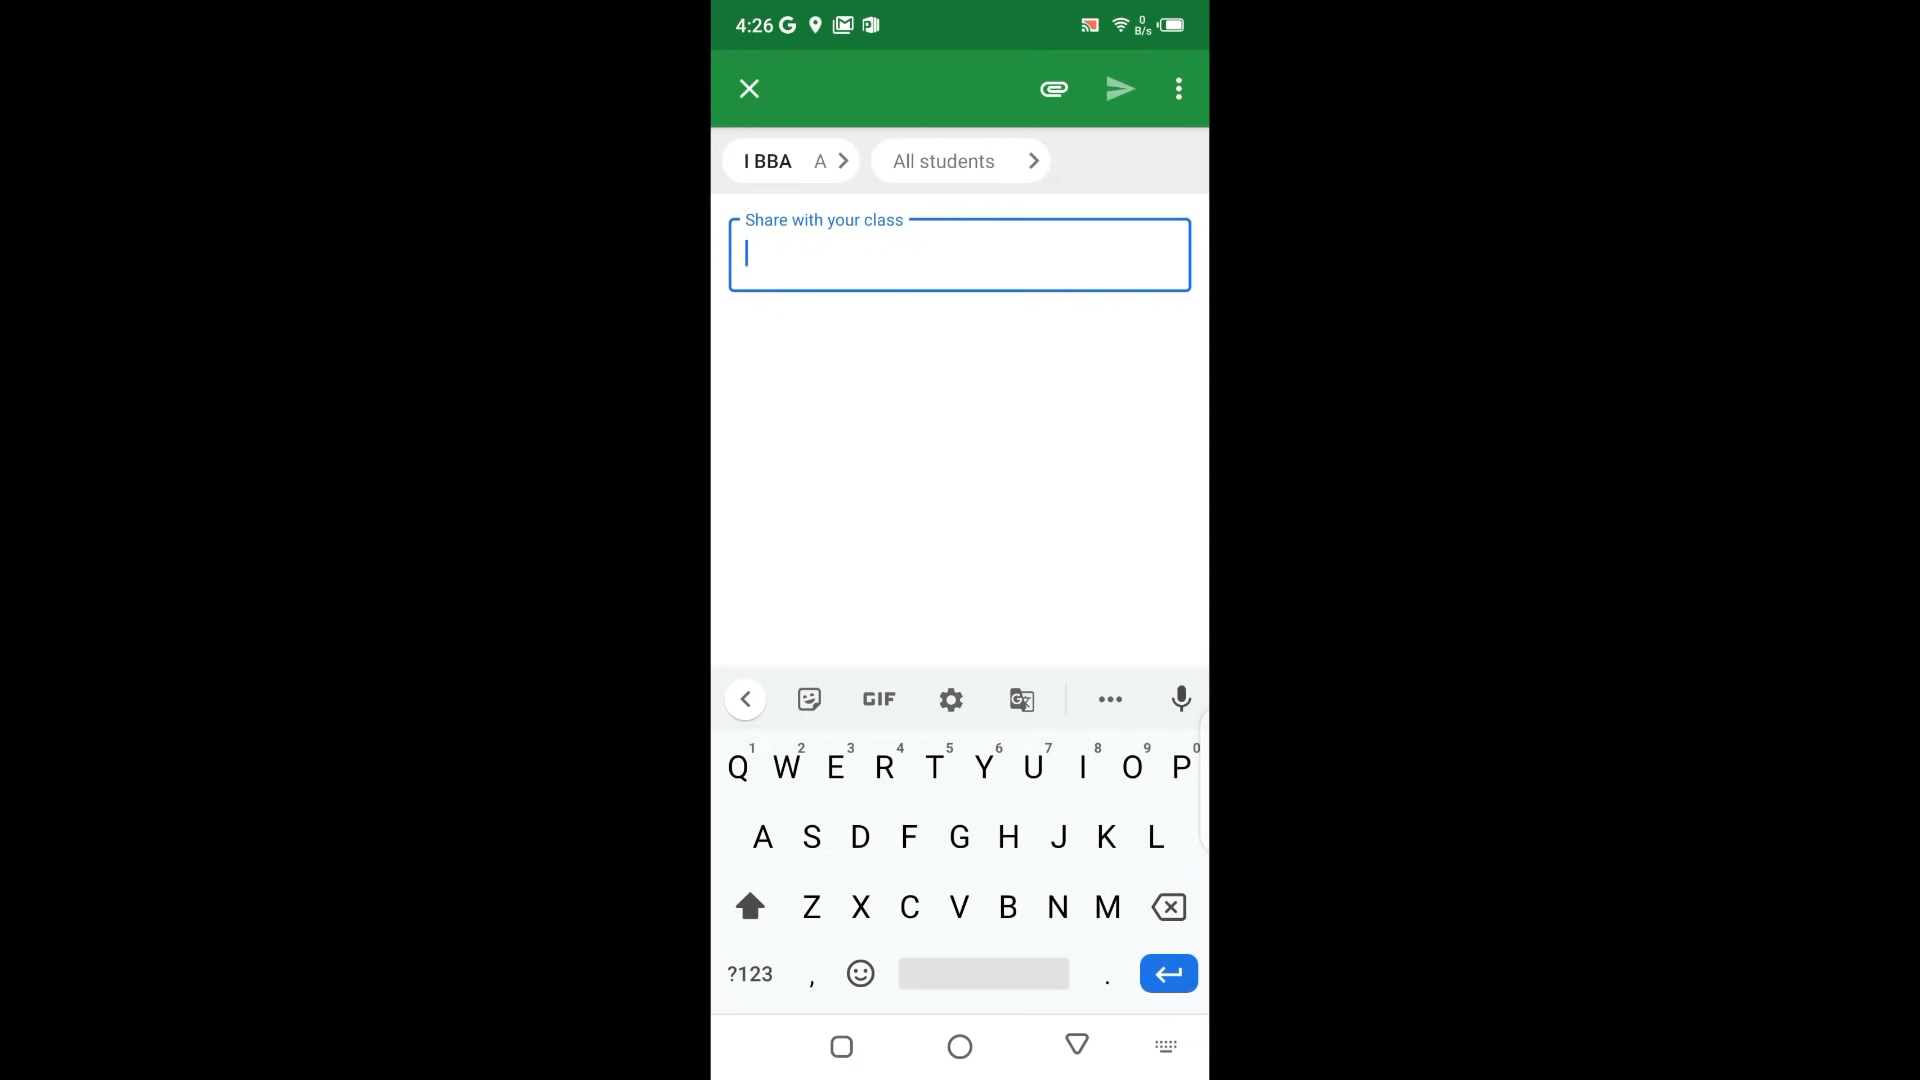 4:26 G 0 B/s
I BBA A All students
Share with your class
GIF
1 2 3 4 5 6 7 8 9 0
Q W E R T Y U I O P
A S D F G H J K L
Z X C V B N M
?123 , .